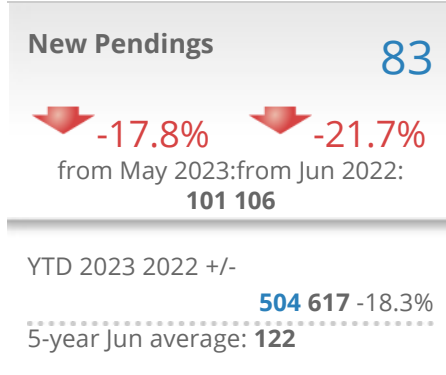 New Pendings 83
-17.8% -21.7%
from May 2023:from Jun 2022:
101 106
YTD 2023 2022 +/-
504 617 -18.3%
5-year Jun average: 122